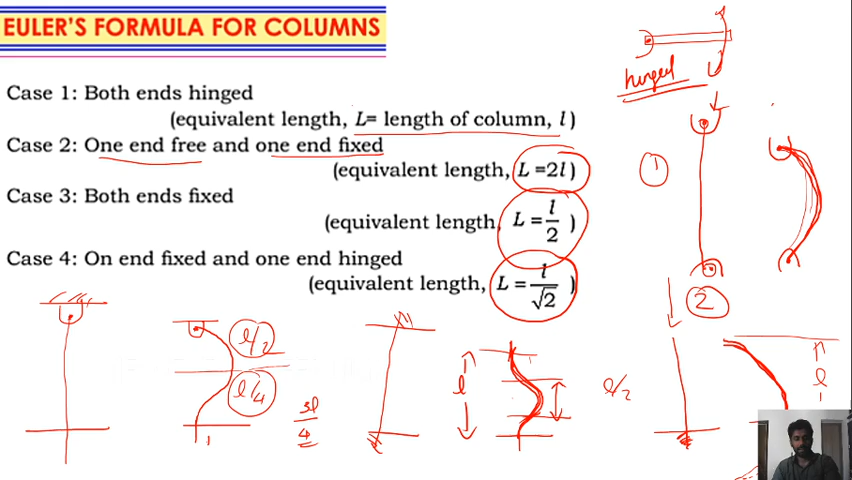 EULER'S FORMULA FOR COLUMNS
Case 1: Both ends hinged
(equivalent length, L= length of column, l )
Case 2: One end free and one end fixed
(equivalent length, L =2l)
Case 3: Both ends fixed
(equivalent length, L = l/2 )
Case 4: On end fixed and one end hinged
(equivalent length, L = l/√2 )
hinged
1
2
l/2
l/4
3l/4
l
l/2
l